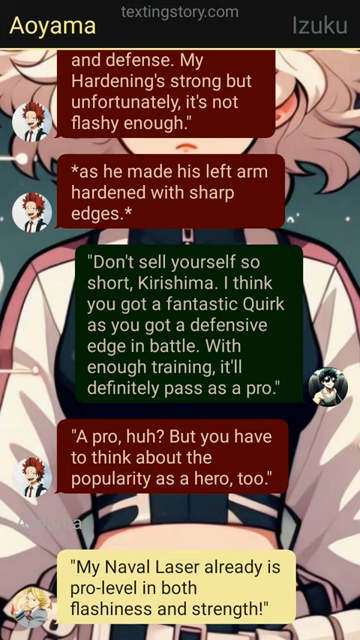 textingstory.com
Aoyama
Izuku
and defense. My
Hardening's strong but
unfortunately, it's not
flashy enough."
*as he made his left arm
hardened with sharp
edges.*
"Don't sell yourself so
short, Kirishima. I think
you got a fantastic Quirk
as you got a defensive
edge in battle. With
enough training, it'll
definitely pass as a pro."
"A pro, huh? But you have
to think about the
popularity as a hero, too."
Aoyama
"My Naval Laser already is
pro-level in both
flashiness and strength!"